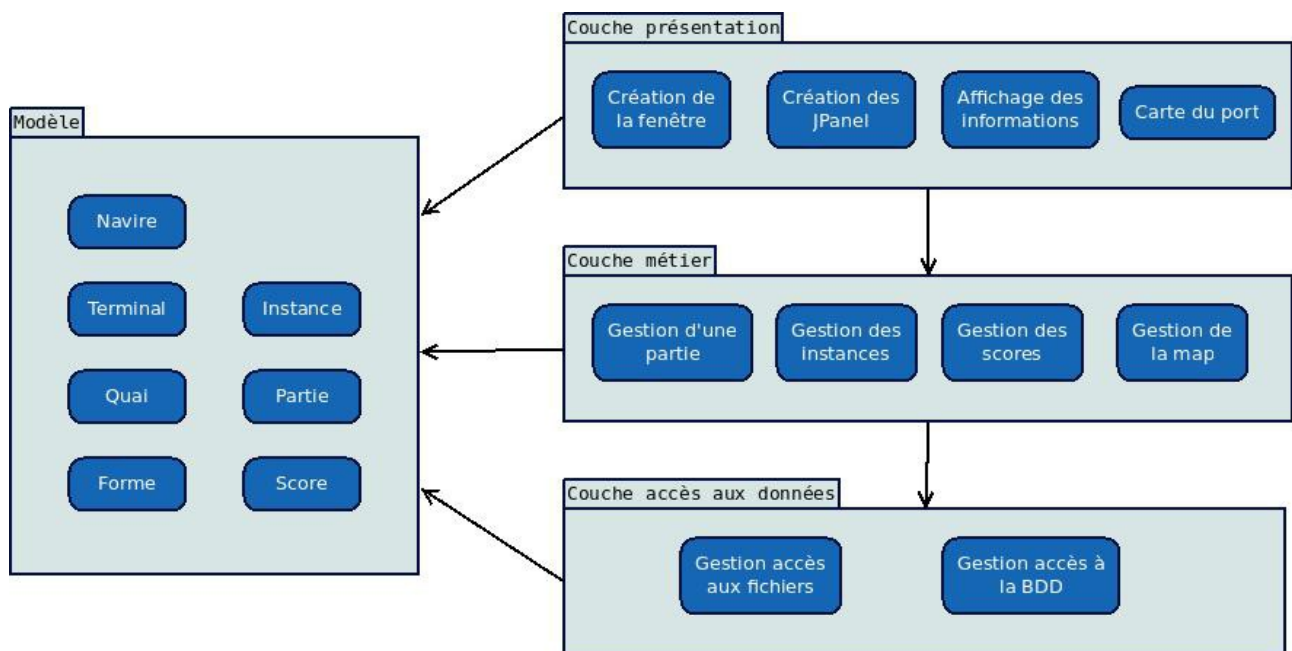 Modèle
Navire
Terminal
Instance
Quai
Partie
Forme
Score
Couche présentation
Création de
la fenêtre
Création des
JPanel
Affichage des
informations
Carte du port
Couche métier
Gestion d'une
partie
Gestion des
instances
Gestion des
scores
Gestion de
la map
Couche accès aux données
Gestion accès
aux fichiers
Gestion accès à
la BDD